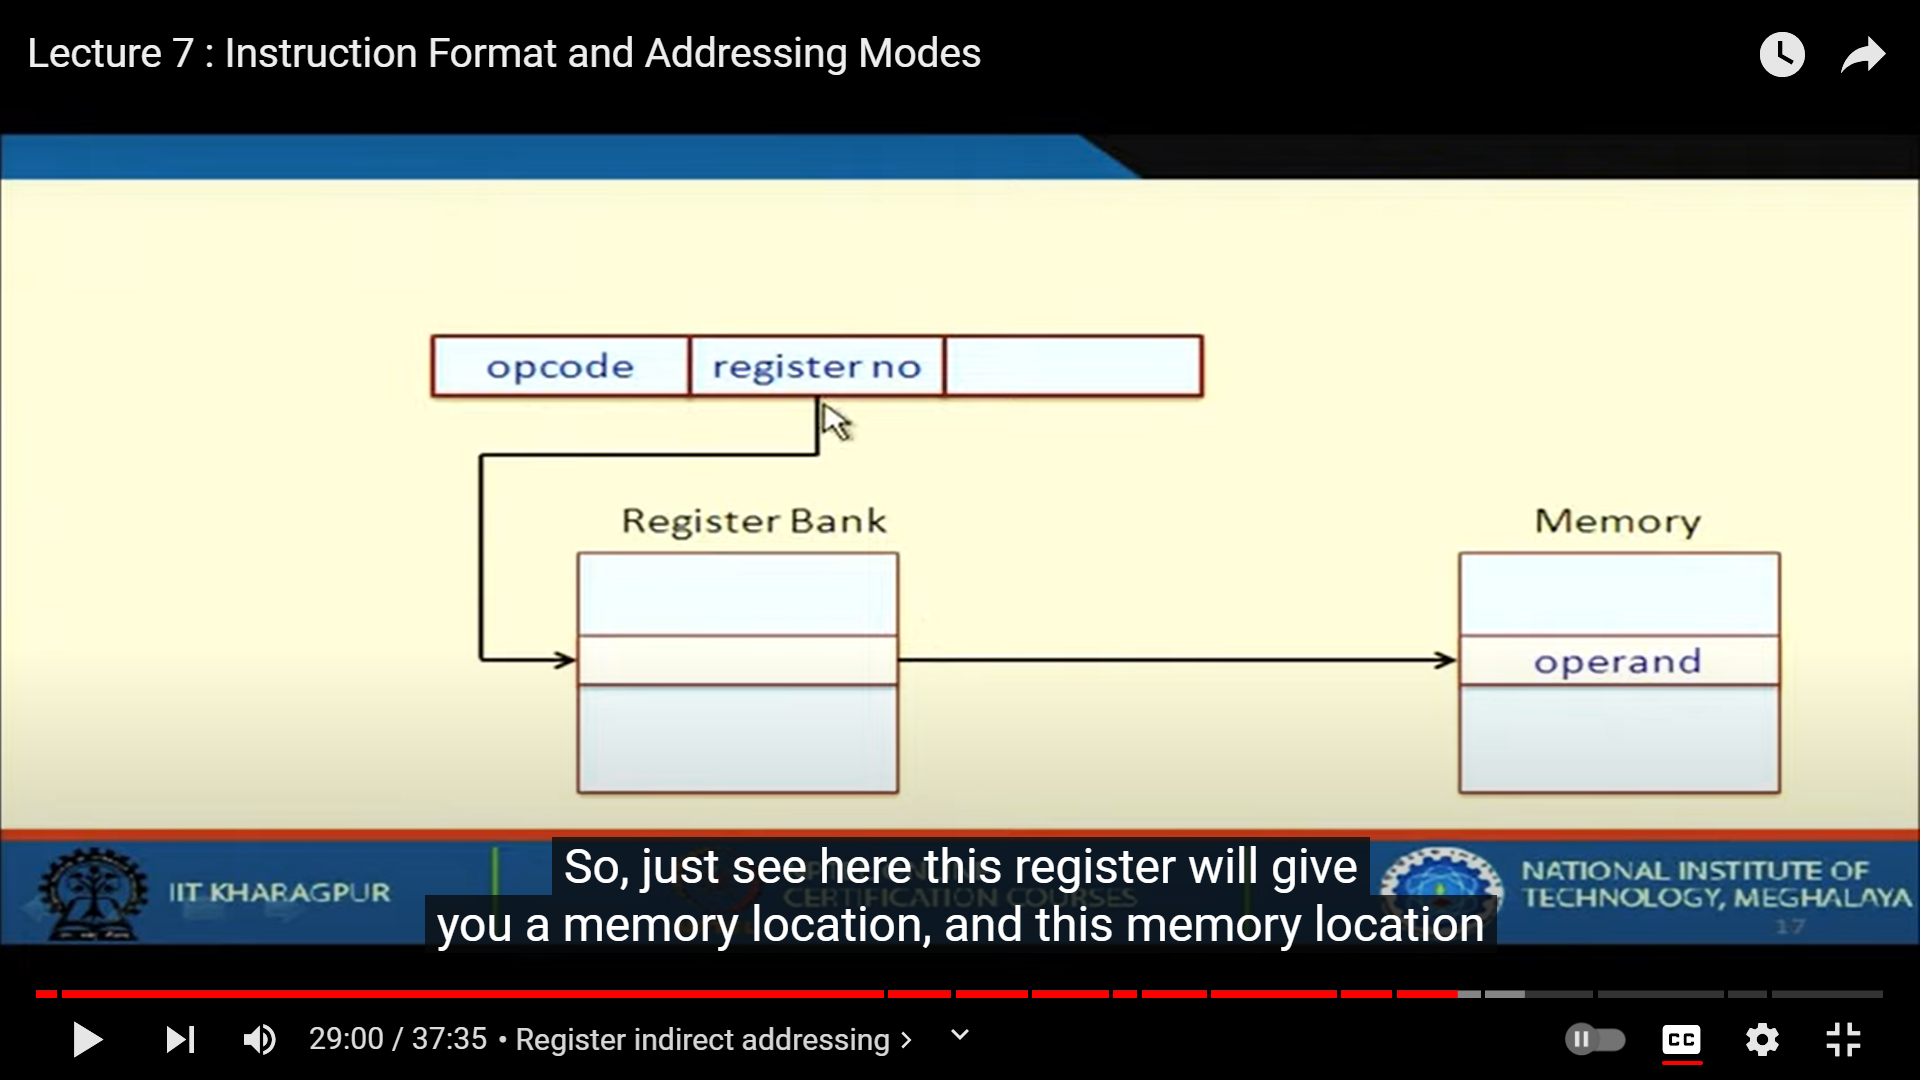 Lecture 7 : Instruction Format and Addressing Modes
opcode
register no
Register Bank
Memory
operand
So, just see here this register will give
you a memory location, and this memory location
IIT KHARAGPUR
CERTIFICATION COURSES
NATIONAL INSTITUTE OF
TECHNOLOGY, MEGHALAYA
17
29:00 / 37:35 • Register indirect addressing
CC